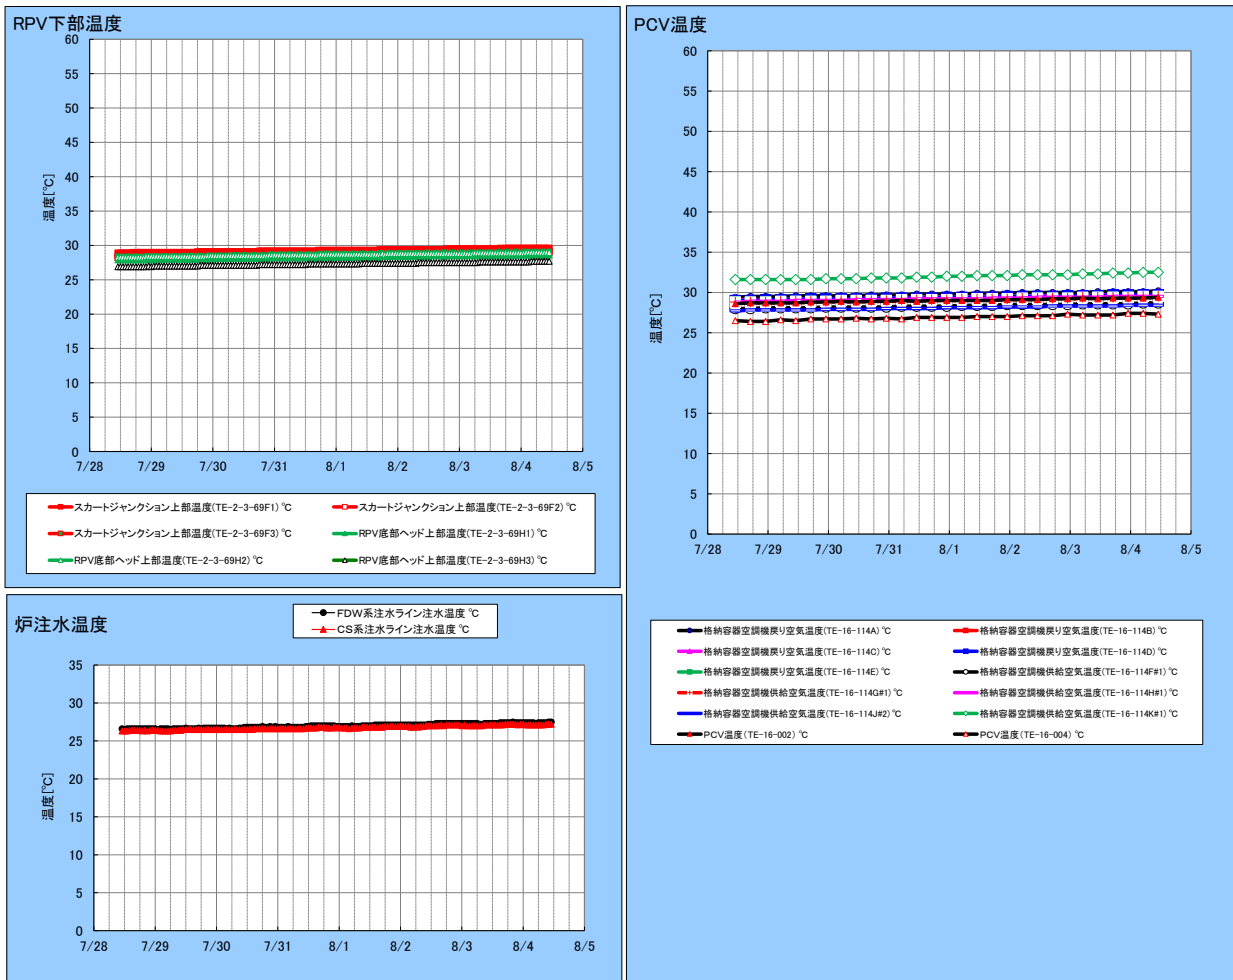 RPV下部温度
60
55
50
45
40
35
30
25
20
15
10
5
0
温度[℃]
7/28 7/29 7/30 7/31 8/1 8/2 8/3 8/4 8/5
スカートジャンクション上部温度(TE-2-3-69F1) ℃ スカートジャンクション上部温度(TE-2-3-69F2) ℃
スカートジャンクション上部温度(TE-2-3-69F3) ℃ RPV底部ヘッド上部温度(TE-2-3-69H1) ℃
RPV底部ヘッド上部温度(TE-2-3-69H2) ℃ RPV底部ヘッド上部温度(TE-2-3-69H3) ℃
炉注水温度
FDW系注水ライン注水温度 ℃
CS系注水ライン注水温度 ℃
35
30
25
20
15
10
5
0
温度[℃]
7/28 7/29 7/30 7/31 8/1 8/2 8/3 8/4 8/5
PCV温度
60
55
50
45
40
35
30
25
20
15
10
5
0
温度[℃]
7/28 7/29 7/30 7/31 8/1 8/2 8/3 8/4 8/5
格納容器空調機戻り空気温度(TE-16-114A) ℃ 格納容器空調機戻り空気温度(TE-16-114B) ℃
格納容器空調機戻り空気温度(TE-16-114C) ℃ 格納容器空調機戻り空気温度(TE-16-114D) ℃
格納容器空調機戻り空気温度(TE-16-114E) ℃ 格納容器空調機供給空気温度(TE-16-114F#1) ℃
格納容器空調機供給空気温度(TE-16-114G#1) ℃ 格納容器空調機供給空気温度(TE-16-114H#1) ℃
格納容器空調機供給空気温度(TE-16-114J#2) ℃ 格納容器空調機供給空気温度(TE-16-114K#1) ℃
PCV温度(TE-16-002) ℃ PCV温度(TE-16-004) ℃